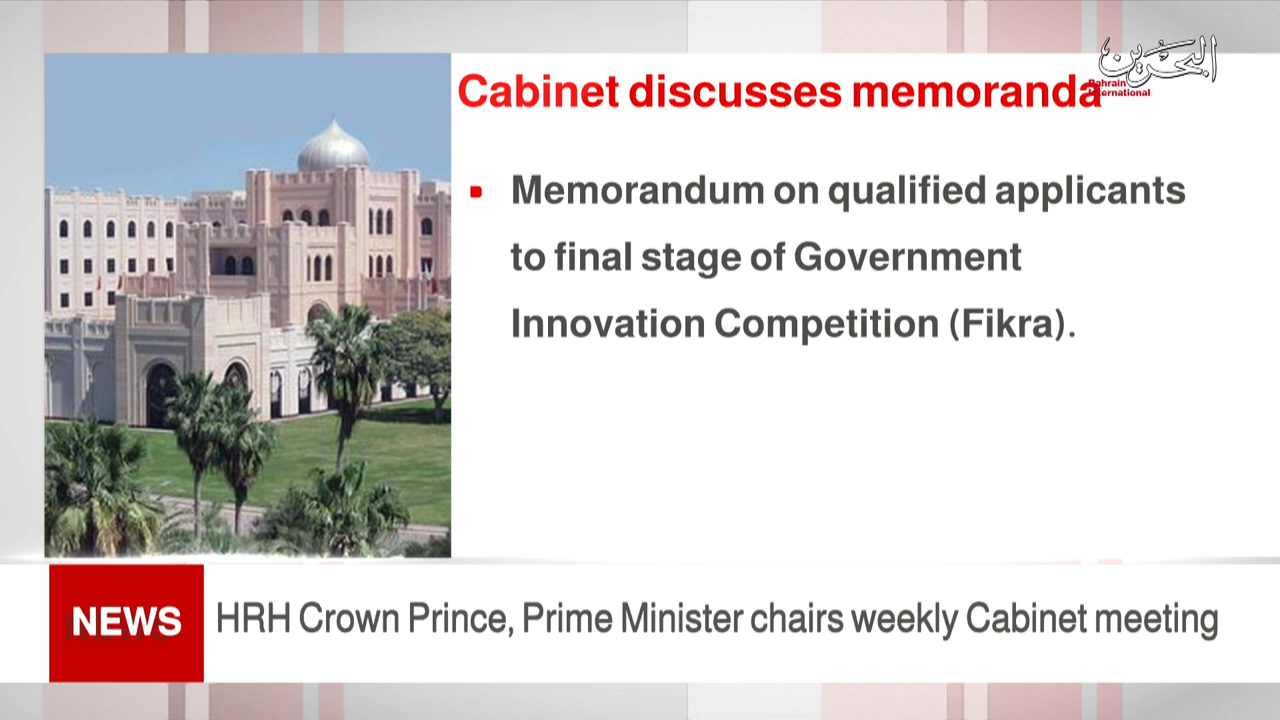 البحرين
Bahrain
International
Cabinet discusses memoranda
Memorandum on qualified applicants
to final stage of Government
Innovation Competition (Fikra).
NEWS
HRH Crown Prince, Prime Minister chairs weekly Cabinet meeting